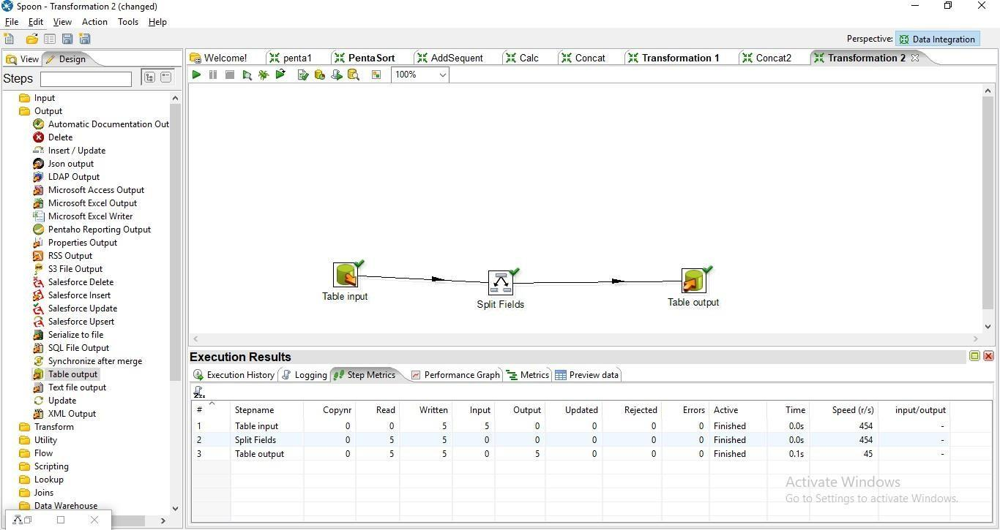 Spoon - Transformation 2 (changed)
File Edit View Action Tools Help
Perspective: Data Integration
View Design
Welcome! penta1 PentaSort AddSequent Calc Concat Transformation 1 Concat2 Transformation 2
Steps
100%
Input
Output
Automatic Documentation Out
Delete
Insert / Update
Json output
LDAP Output
Microsoft Access Output
Microsoft Excel Output
Microsoft Excel Writer
Pentaho Reporting Output
Properties Output
RSS Output
S3 File Output
Salesforce Delete
Salesforce Insert
Salesforce Update
Salesforce Upsert
Serialize to file
SQL File Output
Synchronize after merge
Table output
Text file output
Update
XML Output
Transform
Utility
Flow
Scripting
Lookup
Joins
Data Warehouse
Table input
Split Fields
Table output
Execution Results
Execution History Logging Step Metrics Performance Graph Metrics Preview data
# Stepname Copynr Read Written Input Output Updated Rejected Errors Active Time Speed (r/s) input/output
1 Table input 0 0 5 5 0 0 0 0 Finished 0.0s 454 -
2 Split Fields 0 5 5 0 0 0 0 0 Finished 0.0s 454 -
3 Table output 0 5 5 0 5 0 0 0 Finished 0.1s 45 -
Activate Windows
Go to Settings to activate Windows.